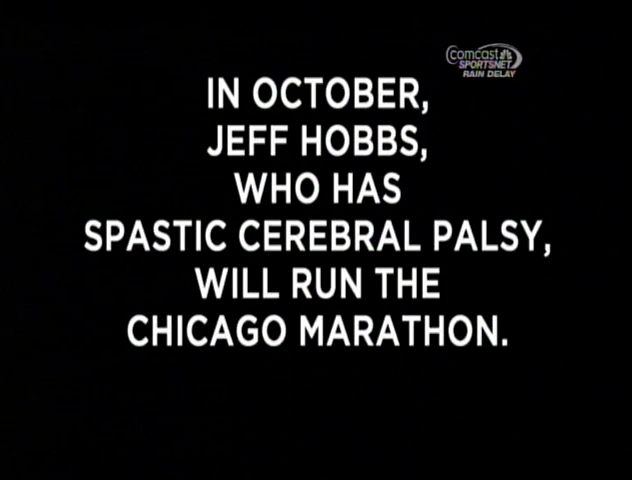 Comcast
SPORTSNET
RAIN DELAY
IN OCTOBER,
JEFF HOBBS,
WHO HAS
SPASTIC CEREBRAL PALSY,
WILL RUN THE
CHICAGO MARATHON.